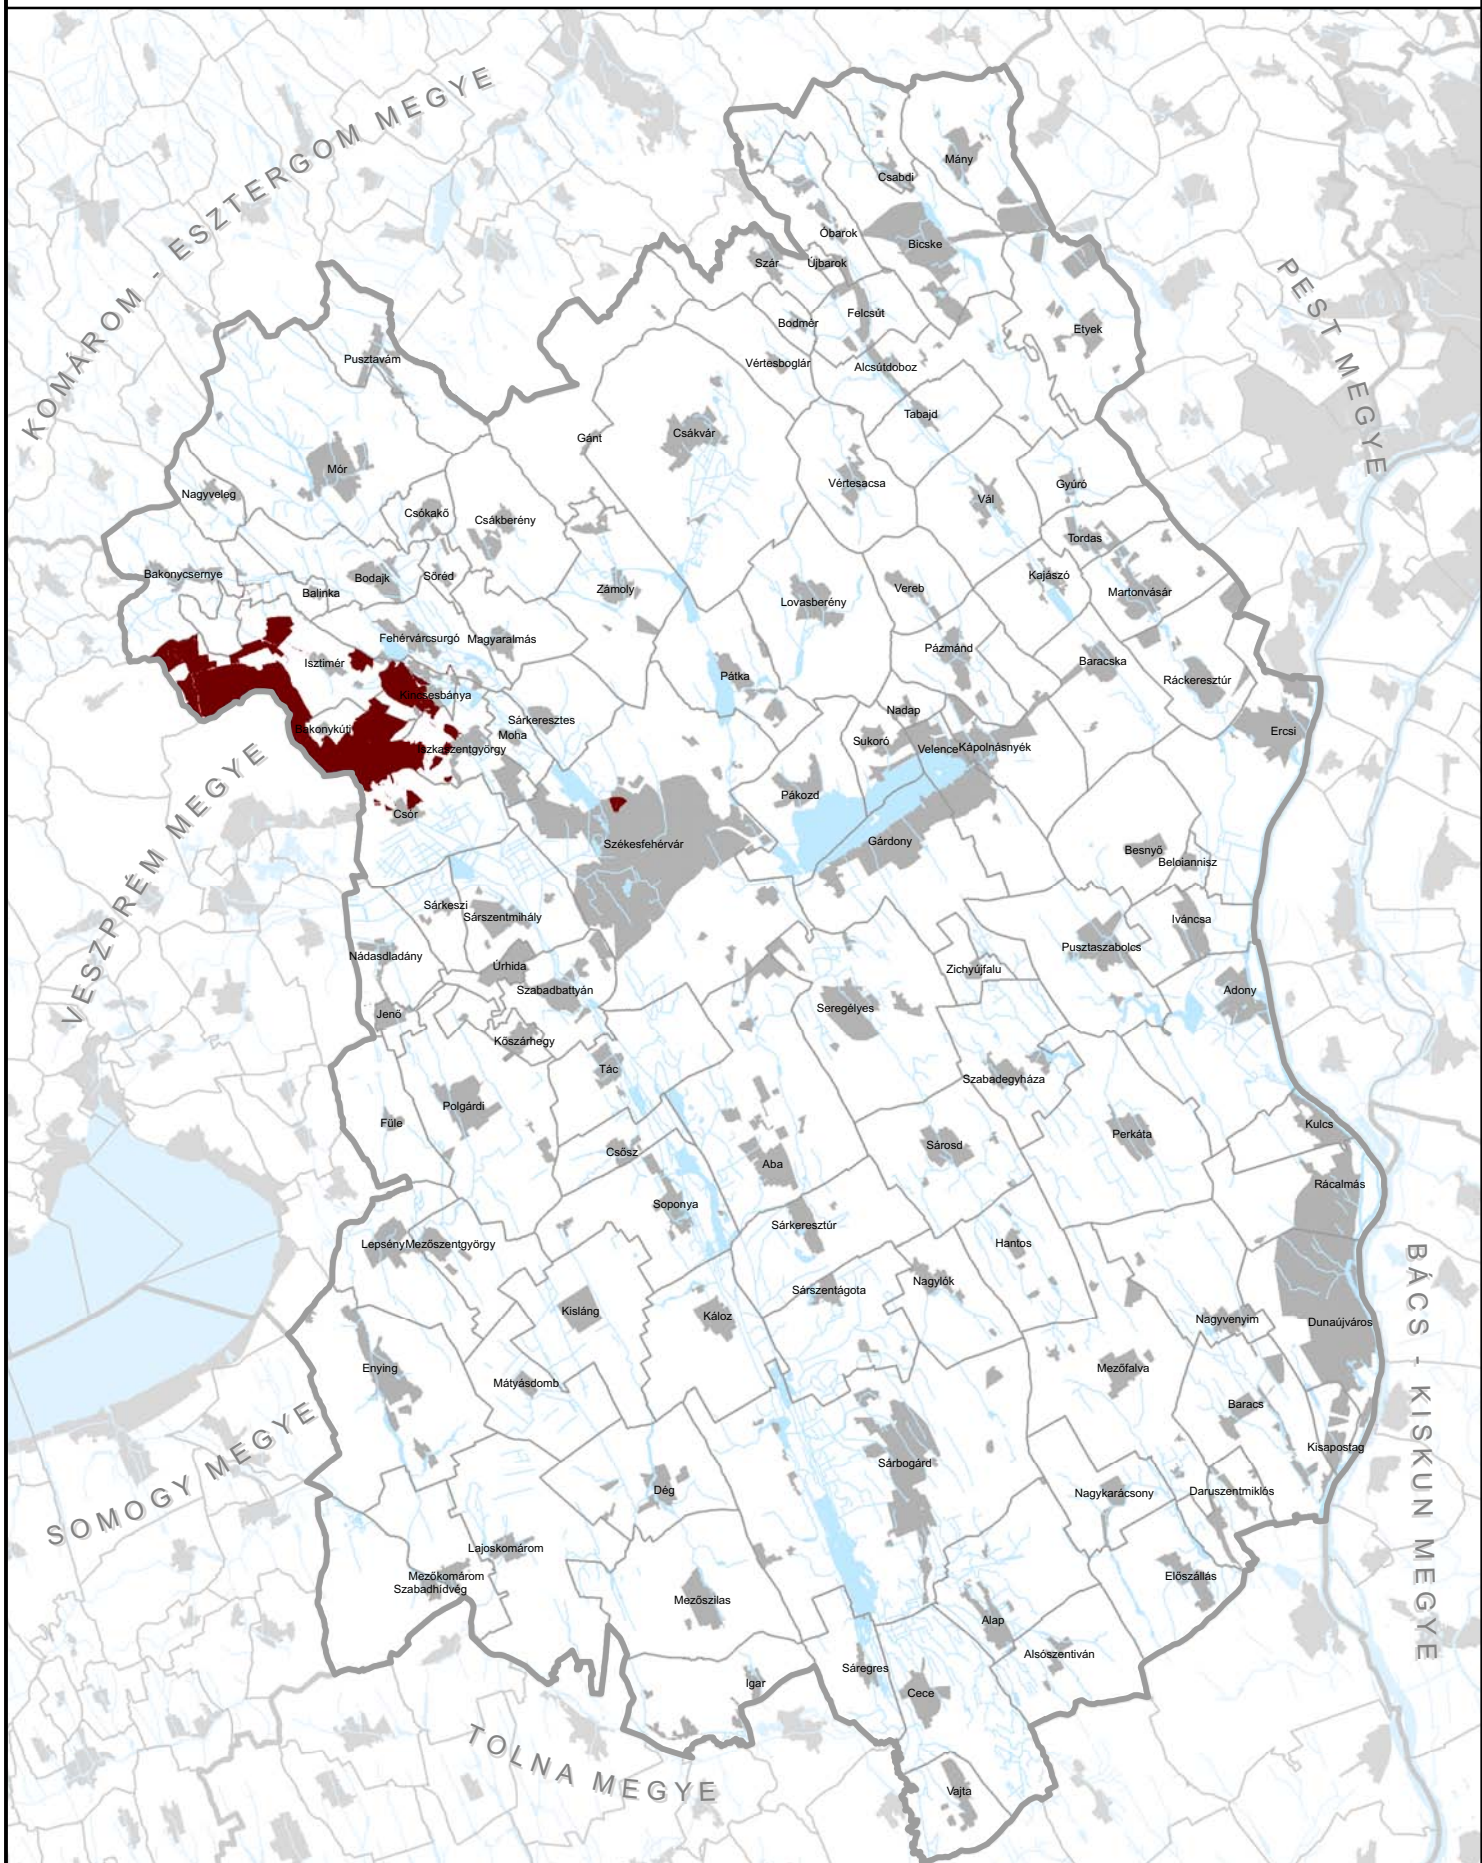 KOMÁROM - ESZTERGOM MEGYE
PEST MEGYE
VESZPRÉM MEGYE
SOMOGY MEGYE
TOLNA MEGYE
BÁCS - KISKUN MEGYE
Mány
Csabdi
Óbarok
Bicske
Szár
Újbarok
Felcsút
Bodmér
Etyek
Pusztavám
Vértesboglár
Alcsútdoboz
Tabajd
Gánt
Csákvár
Mór
Vértesacsa
Gyúró
Nagyveleg
Vál
Csókakő
Csákberény
Tordas
Bakonycsernye
Bodajk
Sőréd
Kajászó
Balinka
Zámoly
Lovasberény
Vereb
Martonvásár
Fehérvárcsurgó
Magyaralmás
Pázmánd
Isztimér
Baracska
Pátka
Ráckeresztúr
Kincsesbánya
Nadap
Sárkeresztes
Bakonykúti
Moha
Ercsi
Sukoró
Iszkaszentgyörgy
Velence
Kápolnásnyék
Pákozd
Csór
Székesfehérvár
Gárdony
Besnyő
Beloiannisz
Sárkeszi
Sárszentmihály
Iváncsa
Pusztaszabolcs
Nádasdladány
Úrhida
Zichyújfalu
Szabadbattyán
Adony
Seregélyes
Jenő
Kőszárhegy
Tác
Szabadegyháza
Polgárdi
Füle
Kulcs
Perkáta
Csősz
Sárosd
Aba
Rácalmás
Soponya
Sárkeresztúr
Lepsény
Mezőszentgyörgy
Hantos
Nagylók
Sárszentágota
Kisláng
Káloz
Nagyvenyim
Dunaújváros
Enying
Mezőfalva
Mátyásdomb
Baracs
Kisapostag
Sárbogárd
Dég
Nagykarácsony
Daruszentmiklós
Lajoskomárom
Mezőkomárom
Szabadhídvég
Előszállás
Mezőszilas
Alap
Alsószentiván
Sáregres
Igar
Cece
Vajta